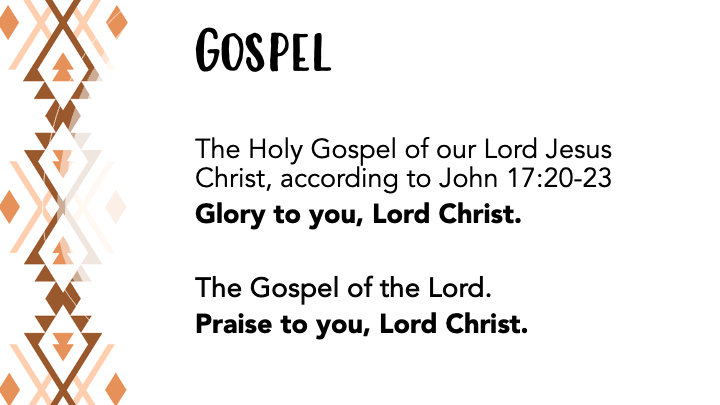 GOSPEL
The Holy Gospel of our Lord Jesus
Christ, according to John 17:20-23
Glory to you, Lord Christ.
The Gospel of the Lord.
Praise to you, Lord Christ.